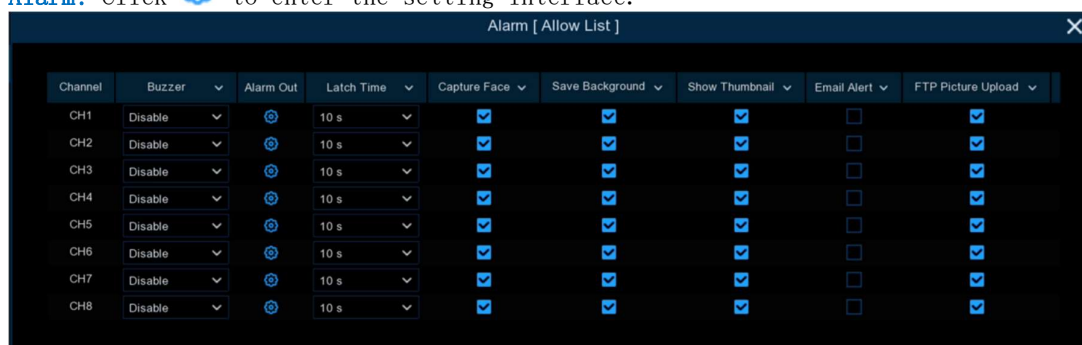 Alarm: Click to enter the setting interface.
Alarm [ Allow List ]
Channel Buzzer Alarm Out Latch Time Capture Face Save Background Show Thumbnail Email Alert FTP Picture Upload
CH1 Disable 10 s
CH2 Disable 10 s
CH3 Disable 10 s
CH4 Disable 10 s
CH5 Disable 10 s
CH6 Disable 10 s
CH7 Disable 10 s
CH8 Disable 10 s